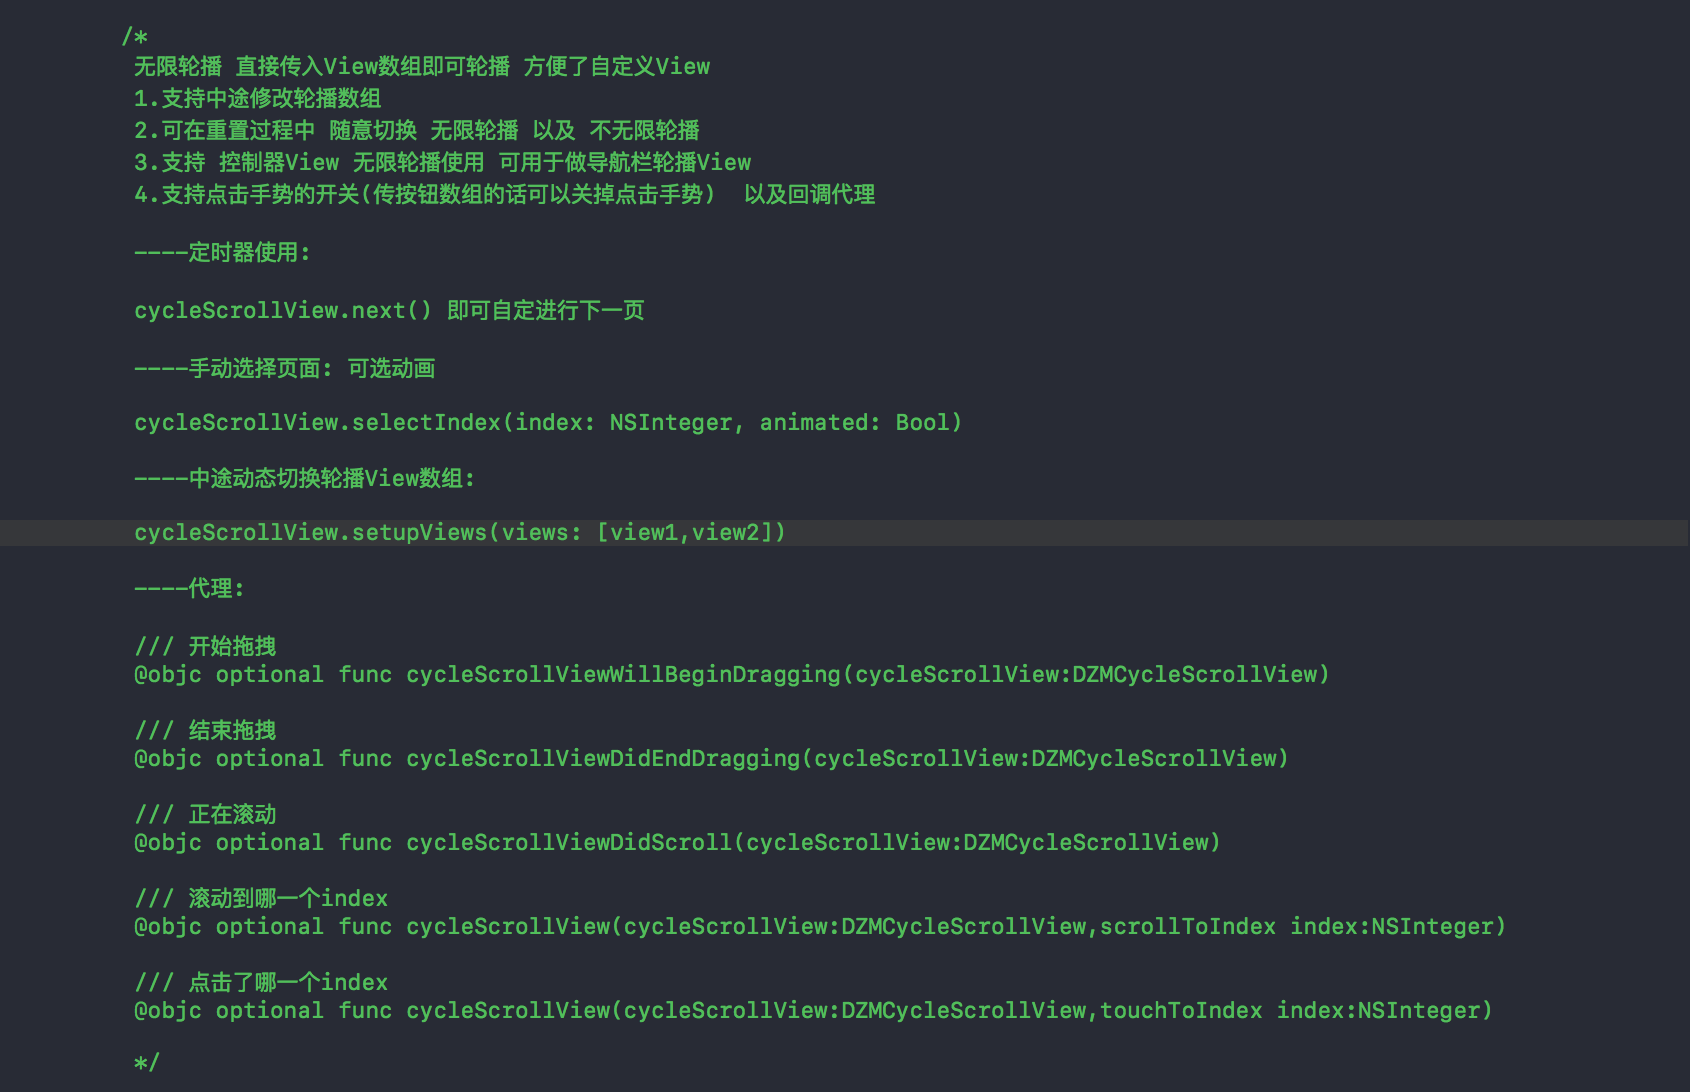 /*
无限轮播 直接传入View数组即可轮播 方便了自定义View
1.支持中途修改轮播数组
2.可在重置过程中 随意切换 无限轮播 以及 不无限轮播
3.支持 控制器View 无限轮播使用 可用于做导航栏轮播View
4.支持点击手势的开关(传按钮数组的话可以关掉点击手势)  以及回调代理
----定时器使用:
cycleScrollView.next() 即可自定进行下一页
----手动选择页面: 可选动画
cycleScrollView.selectIndex(index: NSInteger, animated: Bool)
----中途动态切换轮播View数组:
cycleScrollView.setupViews(views: [view1,view2])
----代理:
/// 开始拖拽
@objc optional func cycleScrollViewWillBeginDragging(cycleScrollView:DZMCycleScrollView)
/// 结束拖拽
@objc optional func cycleScrollViewDidEndDragging(cycleScrollView:DZMCycleScrollView)
/// 正在滚动
@objc optional func cycleScrollViewDidScroll(cycleScrollView:DZMCycleScrollView)
/// 滚动到哪一个index
@objc optional func cycleScrollView(cycleScrollView:DZMCycleScrollView,scrollToIndex index:NSInteger)
/// 点击了哪一个index
@objc optional func cycleScrollView(cycleScrollView:DZMCycleScrollView,touchToIndex index:NSInteger)
*/